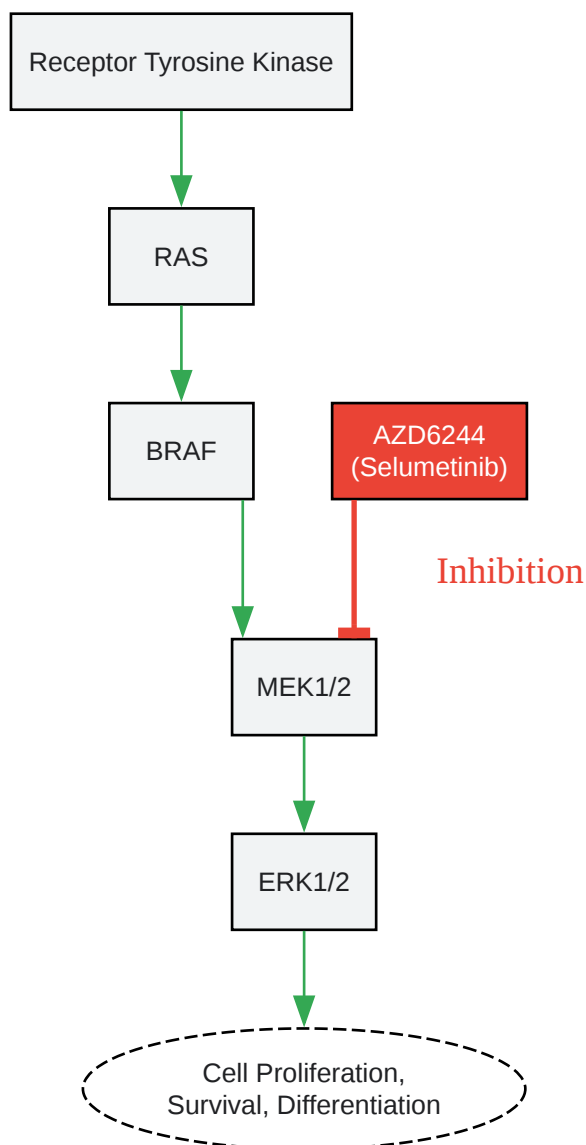 Receptor Tyrosine Kinase
RAS
BRAF
AZD6244
(Selumetinib)
Inhibition
MEK1/2
ERK1/2
Cell Proliferation,
Survival, Differentiation